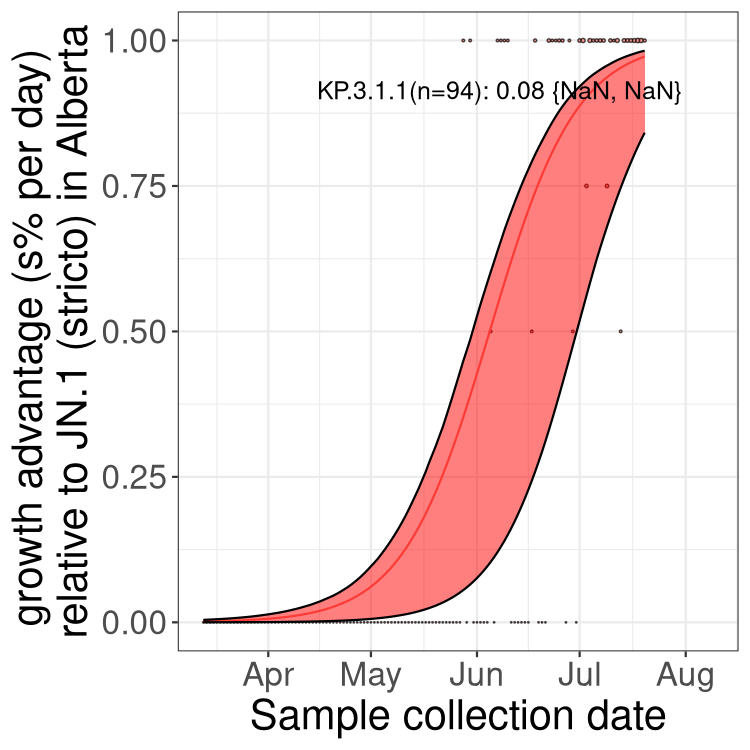 growth advantage (s% per day)
relative to JN.1 (stricto) in Alberta
1.00
0.75
0.50
0.25
0.00
KP.3.1.1(n=94): 0.08 {NaN, NaN}
Apr May Jun Jul Aug
Sample collection date